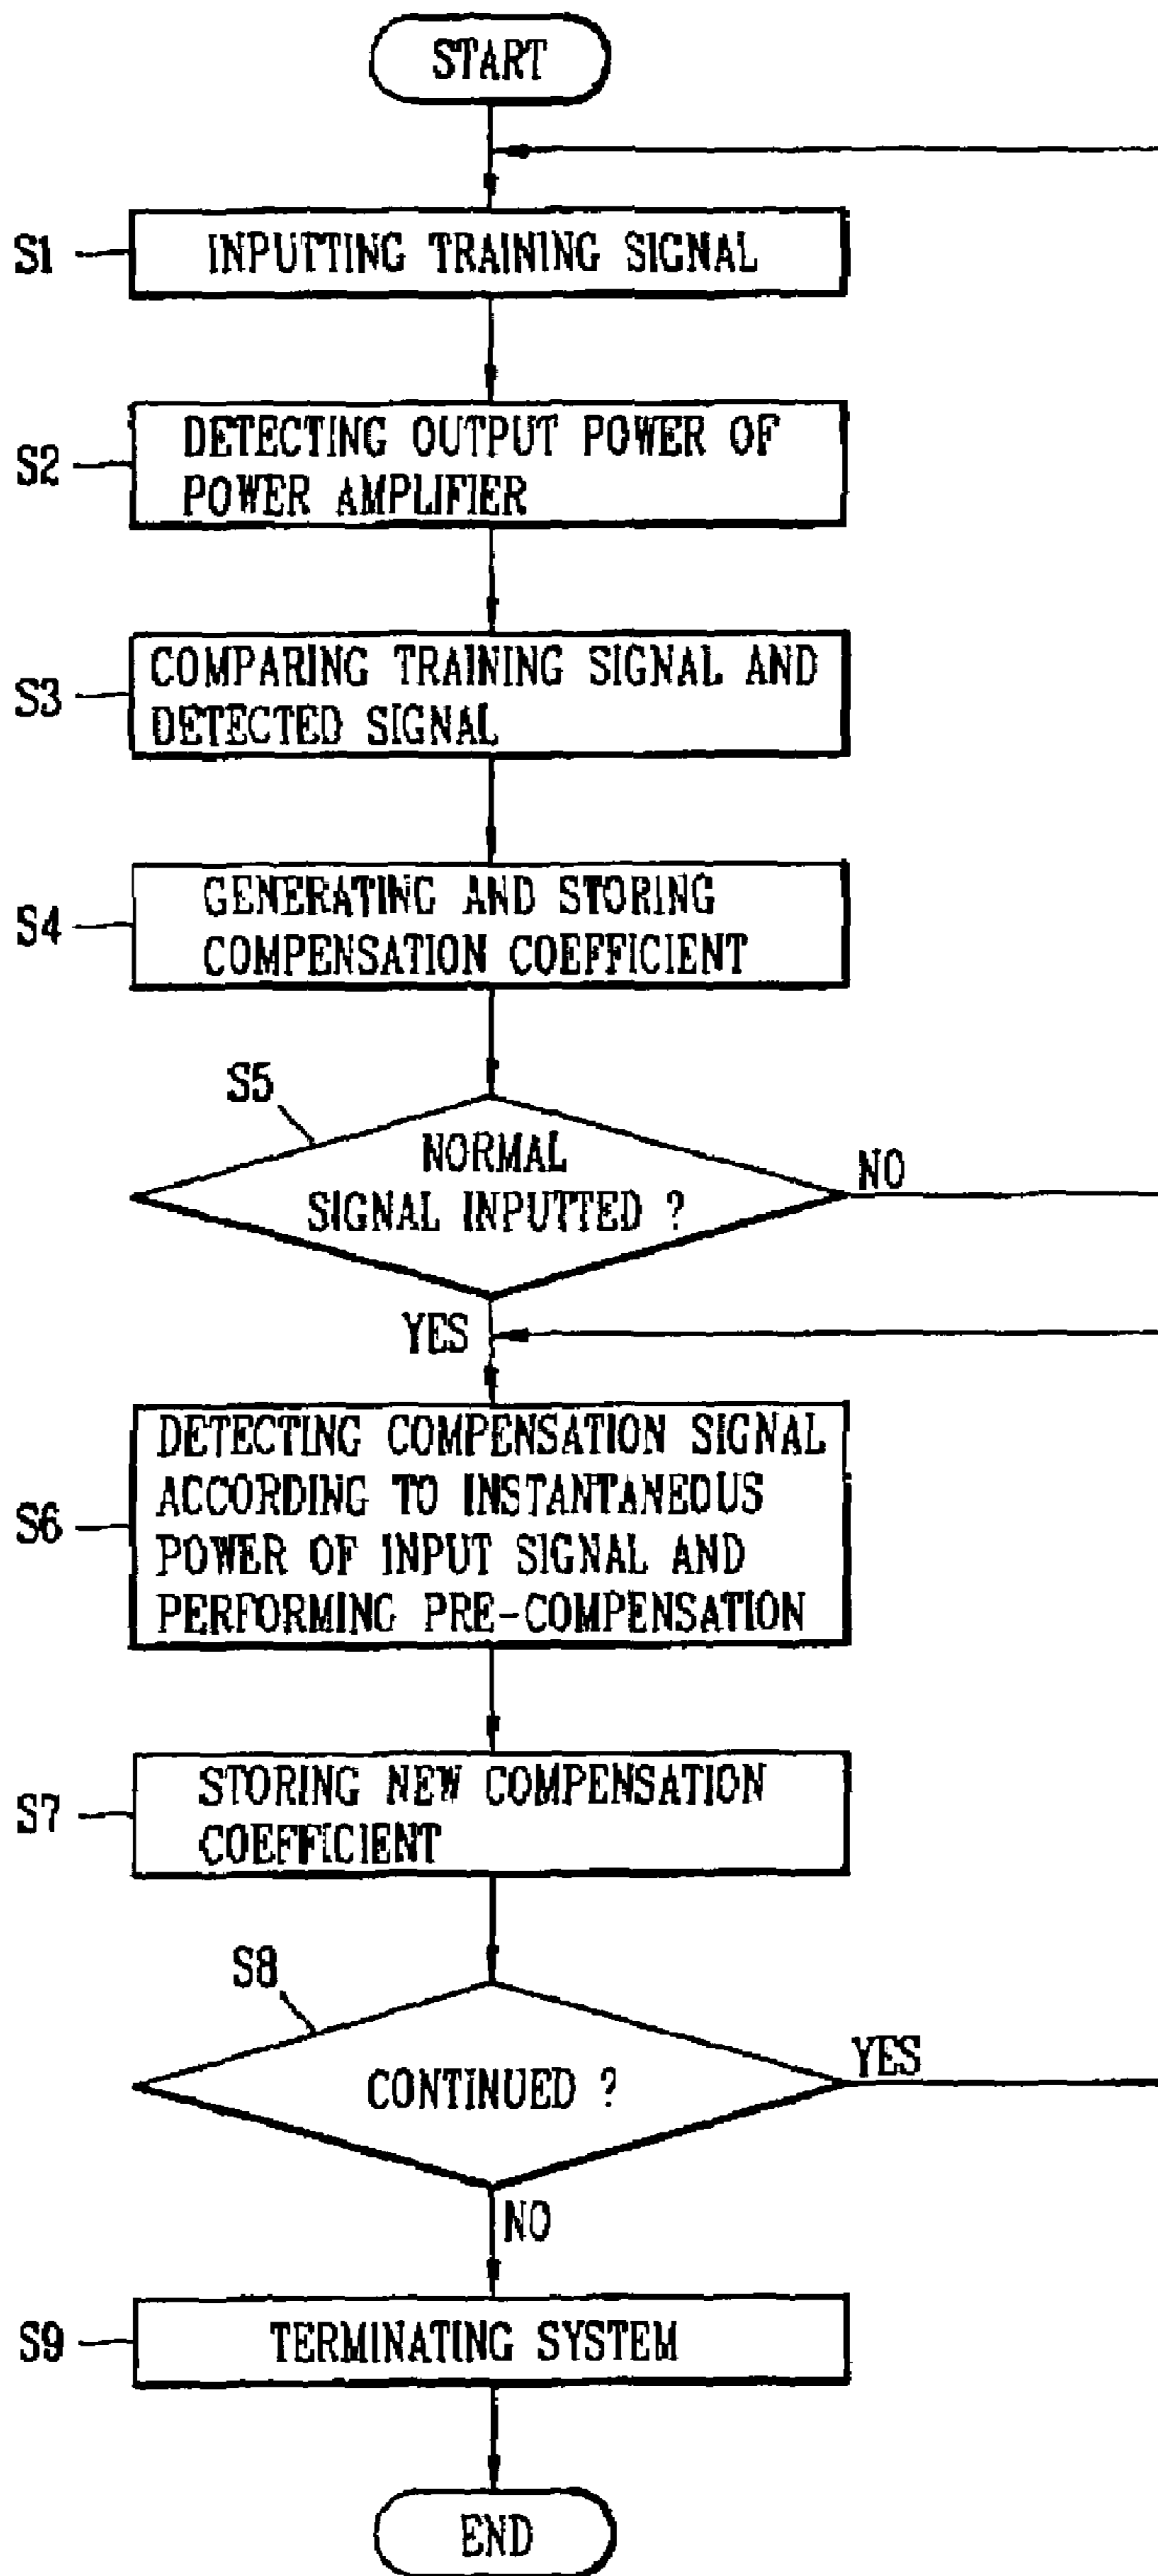 START
S1
INPUTTING TRAINING SIGNAL
S2
DETECTING OUTPUT POWER OF
POWER AMPLIFIER
S3
COMPARING TRAINING SIGNAL AND
DETECTED SIGNAL
S4
GENERATING AND STORING
COMPENSATION COEFFICIENT
S5
NORMAL
SIGNAL INPUTTED ?
NO
YES
S6
DETECTING COMPENSATION SIGNAL
ACCORDING TO INSTANTANEOUS
POWER OF INPUT SIGNAL AND
PERFORMING PRE-COMPENSATION
S7
STORING NEW COMPENSATION
COEFFICIENT
S8
CONTINUED ?
YES
NO
S9
TERMINATING SYSTEM
END